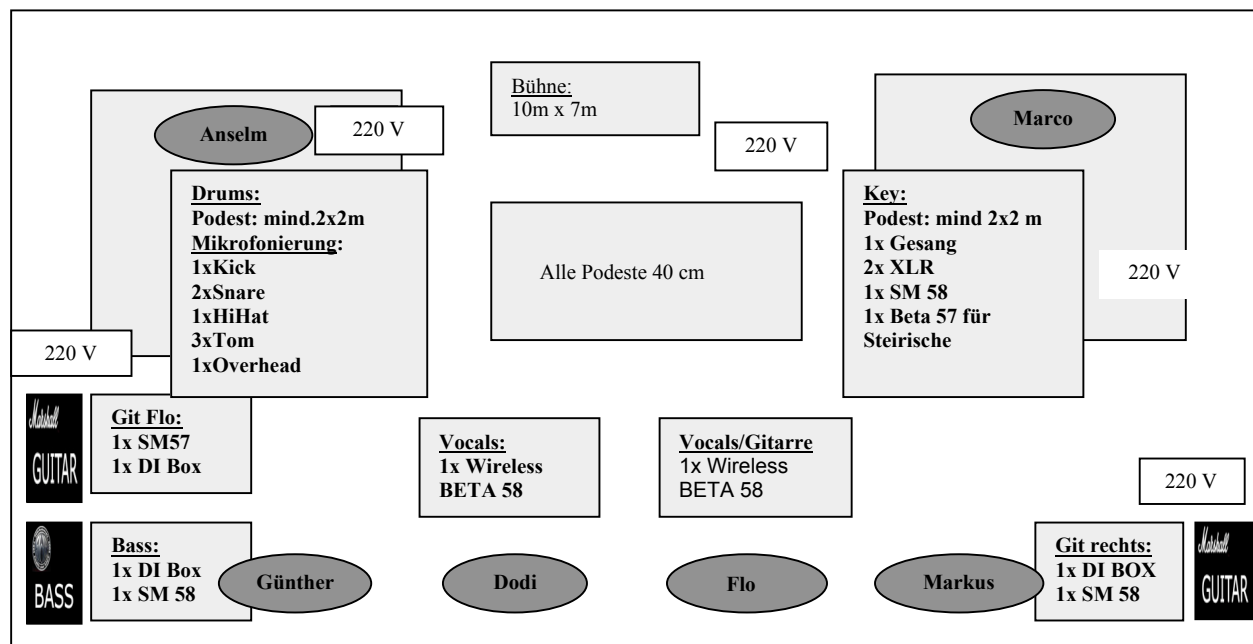 Bühne:
10m x 7m
Anselm
220 V
220 V
Marco
Drums:
Podest: mind.2x2m
Mikrofonierung:
1xKick
2xSnare
1xHiHat
3xTom
1xOverhead
Alle Podeste 40 cm
Key:
Podest: mind 2x2 m
1x Gesang
2x XLR
1x SM 58
1x Beta 57 für
Steirische
220 V
220 V
Marshall
GUITAR
Git Flo:
1x SM57
1x DI Box
Vocals:
1x Wireless
BETA 58
Vocals/Gitarre
1x Wireless
BETA 58
220 V
BASS
Bass:
1x DI Box
1x SM 58
Günther
Dodi
Flo
Markus
Git rechts:
1x DI BOX
1x SM 58
Marshall
GUITAR